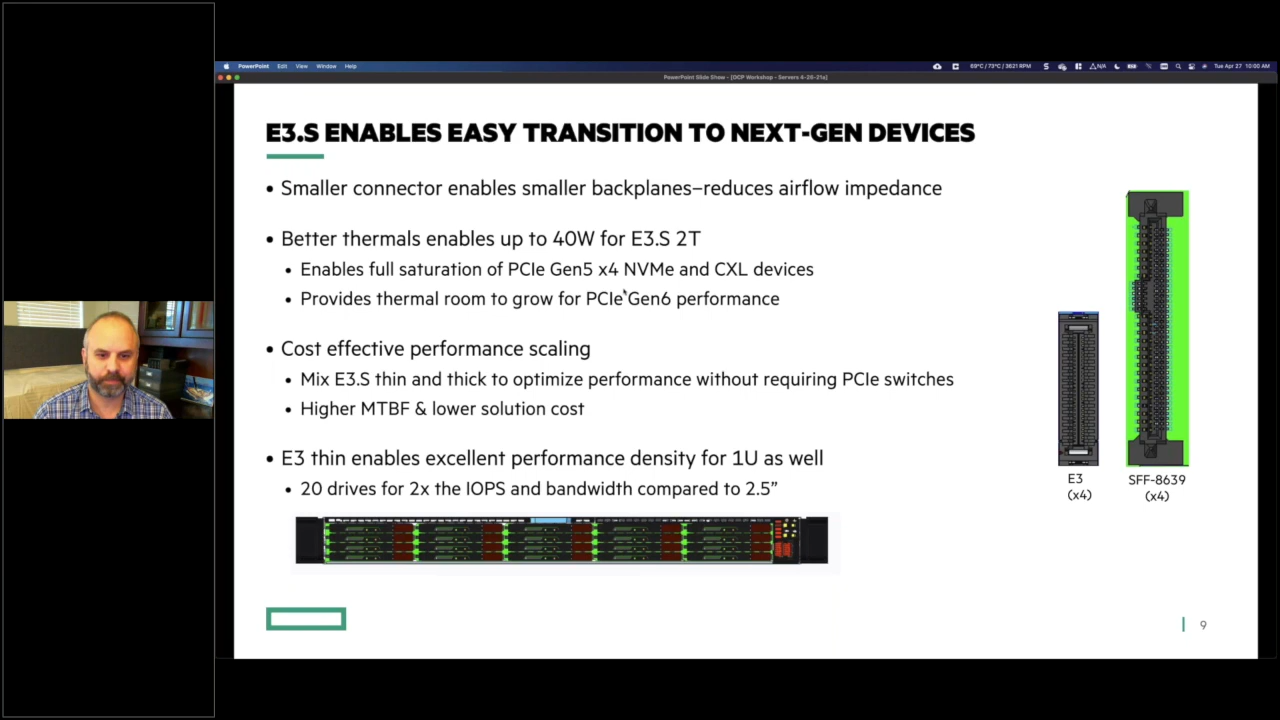 PowerPoint Edit View Window Help
69°C / 73°C / 3621 RPM
N/A
Tue Apr 27 10:00 AM
PowerPoint Slide Show - [OCP Workshop - Servers 4-26-21a]
E3.S ENABLES EASY TRANSITION TO NEXT-GEN DEVICES
• Smaller connector enables smaller backplanes–reduces airflow impedance
• Better thermals enables up to 40W for E3.S 2T
• Enables full saturation of PCIe Gen5 x4 NVMe and CXL devices
• Provides thermal room to grow for PCIe Gen6 performance
• Cost effective performance scaling
• Mix E3.S thin and thick to optimize performance without requiring PCIe switches
• Higher MTBF & lower solution cost
• E3 thin enables excellent performance density for 1U as well
• 20 drives for 2x the IOPS and bandwidth compared to 2.5”
E3
(x4)
SFF-8639
(x4)
9